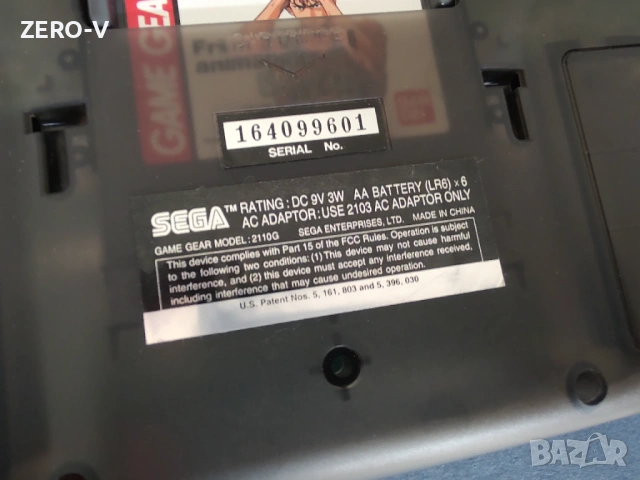 ZERO-V
GAME GEAR
164099601
SERIAL No.
SEGA™ RATING : DC 9V 3W AA BATTERY (LR6) x 6
AC ADAPTOR : USE 2103 AC ADAPTOR ONLY
GAME GEAR MODEL : 2110G SEGA ENTERPRISES, LTD. MADE IN CHINA
This device complies with Part 15 of the FCC Rules. Operation is subject
to the following two conditions: (1) This device may not cause harmful
interference, and (2) this device must accept any interference received,
including interference that may cause undesired operation.
U.S. Patent Nos. 5, 161, 803 and 5, 396, 030
BAZAR